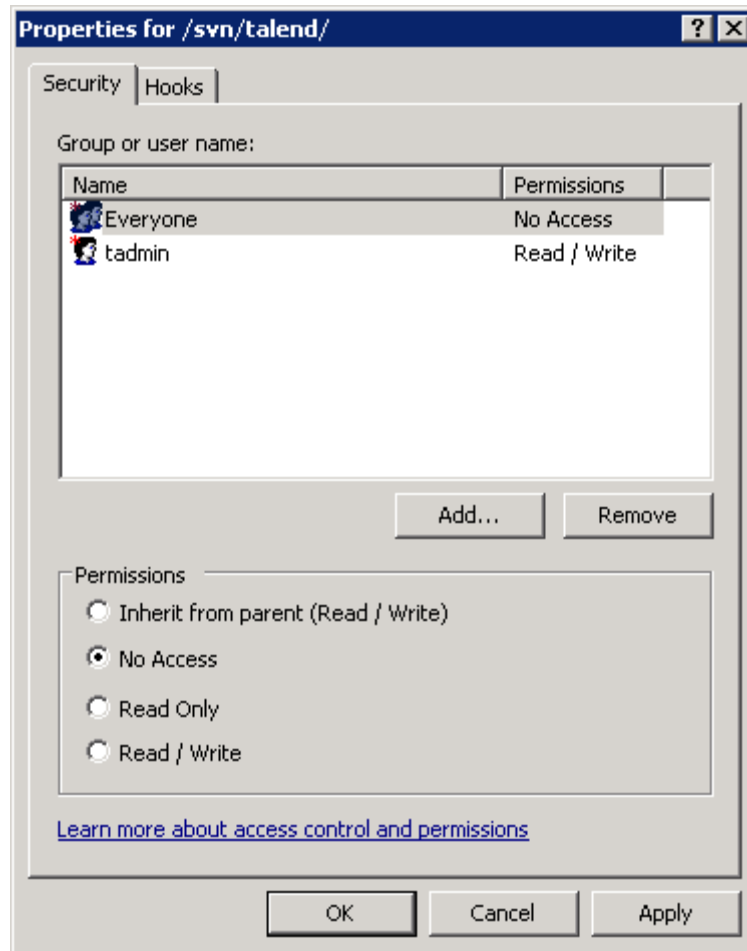 Properties for /svn/talend/ ? X
Security Hooks
Group or user name:
Name Permissions
Everyone No Access
tadmin Read / Write
Add... Remove
Permissions
Inherit from parent (Read / Write)
No Access
Read Only
Read / Write
Learn more about access control and permissions
OK Cancel Apply